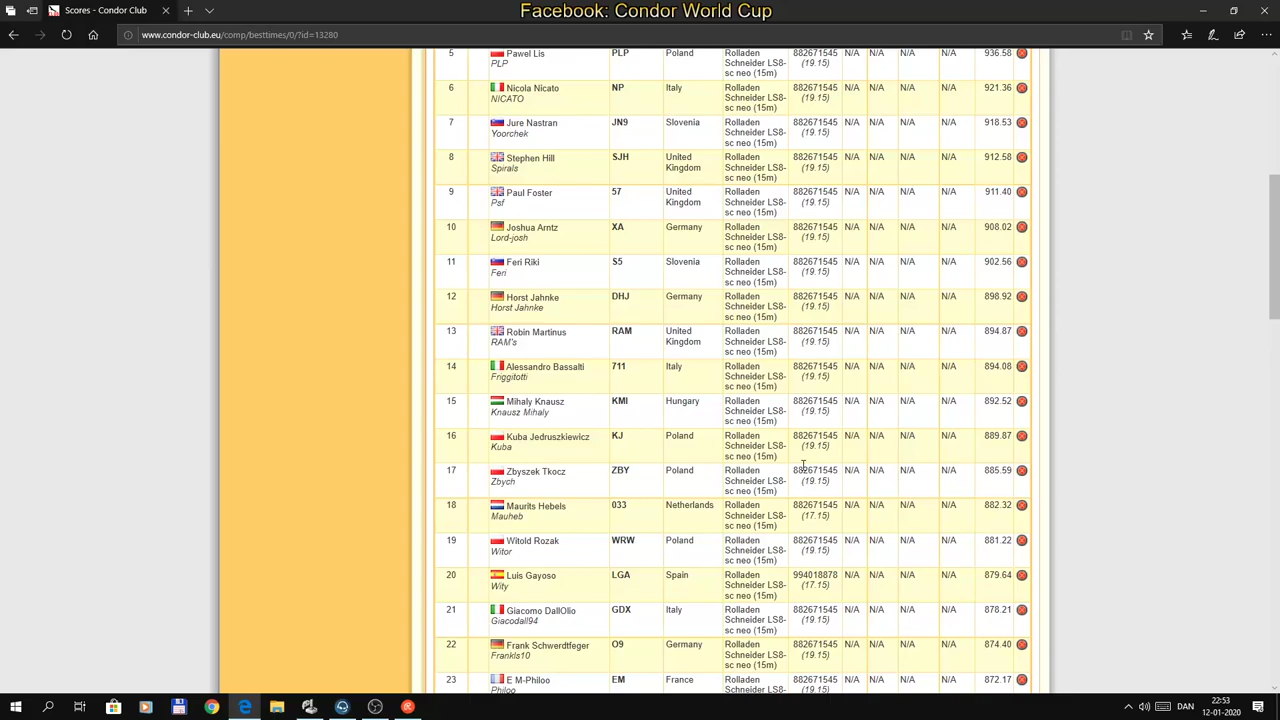 Facebook: Condor World Cup
Scores - Condor Club
www.condor-club.eu/comp/besttimes/0/?id=13280
5 Pawel Lis PLP Poland Rolladen 882671545 N/A N/A N/A N/A 936.58
PLP Schneider LS8- (19.15)
sc neo (15m)
6 Nicola Nicato NP Italy Rolladen 882671545 N/A N/A N/A N/A 921.36
NICATO Schneider LS8- (19.15)
sc neo (15m)
7 Jure Nastran JN9 Slovenia Rolladen 882671545 N/A N/A N/A N/A 918.53
Yoorchek Schneider LS8- (19.15)
sc neo (15m)
8 Stephen Hill SJH United Rolladen 882671545 N/A N/A N/A N/A 912.58
Spirals Kingdom Schneider LS8- (19.15)
sc neo (15m)
9 Paul Foster 57 United Rolladen 882671545 N/A N/A N/A N/A 911.40
Psf Kingdom Schneider LS8- (19.15)
sc neo (15m)
10 Joshua Arntz XA Germany Rolladen 882671545 N/A N/A N/A N/A 908.02
Lord-josh Schneider LS8- (19.15)
sc neo (15m)
11 Feri Riki S5 Slovenia Rolladen 882671545 N/A N/A N/A N/A 902.56
Feri Schneider LS8- (19.15)
sc neo (15m)
12 Horst Jahnke DHJ Germany Rolladen 882671545 N/A N/A N/A N/A 898.92
Horst Jahnke Schneider LS8- (19.15)
sc neo (15m)
13 Robin Martinus RAM United Rolladen 882671545 N/A N/A N/A N/A 894.87
RAM's Kingdom Schneider LS8- (19.15)
sc neo (15m)
14 Alessandro Bassalti 711 Italy Rolladen 882671545 N/A N/A N/A N/A 894.08
Friggitotti Schneider LS8- (19.15)
sc neo (15m)
15 Mihaly Knausz KMI Hungary Rolladen 882671545 N/A N/A N/A N/A 892.52
Knausz Mihaly Schneider LS8- (19.15)
sc neo (15m)
16 Kuba Jedruszkiewicz KJ Poland Rolladen 882671545 N/A N/A N/A N/A 889.87
Kuba Schneider LS8- (19.15)
sc neo (15m)
17 Zbyszek Tkocz ZBY Poland Rolladen 882671545 N/A N/A N/A N/A 885.59
Zbych Schneider LS8- (19.15)
sc neo (15m)
18 Maurits Hebels 033 Netherlands Rolladen 882671545 N/A N/A N/A N/A 882.32
Mauheb Schneider LS8- (17.15)
sc neo (15m)
19 Witold Rozak WRW Poland Rolladen 882671545 N/A N/A N/A N/A 881.22
Witor Schneider LS8- (19.15)
sc neo (15m)
20 Luis Gayoso LGA Spain Rolladen 994018878 N/A N/A N/A N/A 879.64
Wity Schneider LS8- (17.15)
sc neo (15m)
21 Giacomo DallOlio GDX Italy Rolladen 882671545 N/A N/A N/A N/A 878.21
Giacodall94 Schneider LS8- (19.15)
sc neo (15m)
22 Frank Schwerdtfeger O9 Germany Rolladen 882671545 N/A N/A N/A N/A 874.40
Frankls10 Schneider LS8- (19.15)
sc neo (15m)
23 E M-Philoo EM France Rolladen 882671545 N/A N/A N/A N/A 872.17
Philoo Schneider LS8- (19.15)
DAN 22:53
12-01-2020